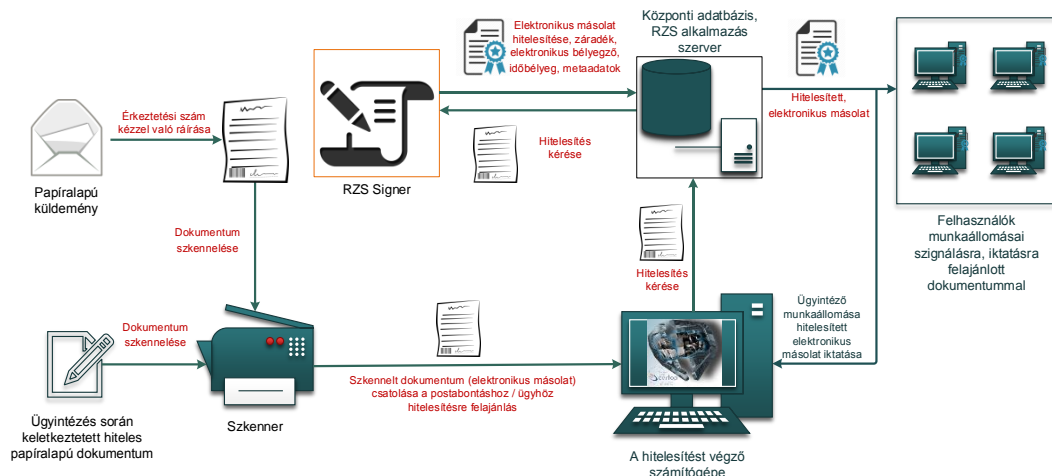 Elektronikus másolat
hitelesítése, záradék,
elektronikus bélyegző,
időbélyeg, metaadatok
Központi adatbázis,
RZS alkalmazás
szerver
Érkeztetési szám
kézzel való ráírása
Hitelesítés
kérése
Hitelesített,
elektronikus másolat
Papíralapú
küldemény
RZS Signer
Felhasználók
munkaállomásai
szignálásra, iktatásra
felajánlott
dokumentummal
Dokumentum
szkennelése
Hitelesítés
kérése
Ügyintéző
munkaállomása
hitelesített
elektronikus
másolat iktatása
Dokumentum
szkennelése
Szkennelt dokumentum (elektronikus másolat)
csatolása a postabontáshoz / ügyhöz
hitelesítésre felajánlás
Ügyintézés során
keletkeztetett hiteles
papíralapú dokumentum
Szkenner
A hitelesítést végző
számítógépe